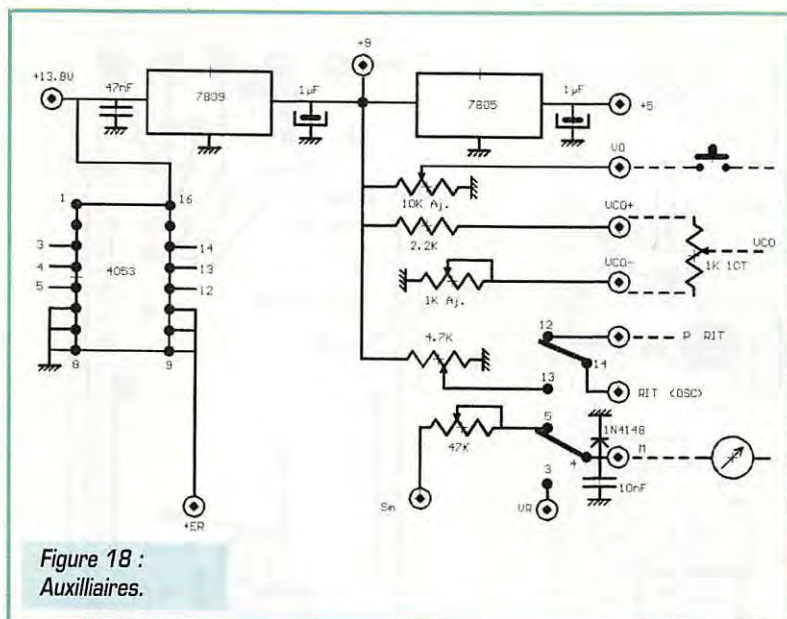 +9
+13.8V
47nF
7809
1µF
7805
1µF
+5
VO
10K Aj.
VCO+
2.2K
VCO
1K 10T
VCO-
1K Aj.
1
16
3
14
4
4053
13
5
12
8
9
4.7K
12
P RIT
14
13
RIT (OSC)
5
1N4148
47K
4
M
3
10nF
Sm
VR
+ER
Figure 18 :
Auxilliaires.